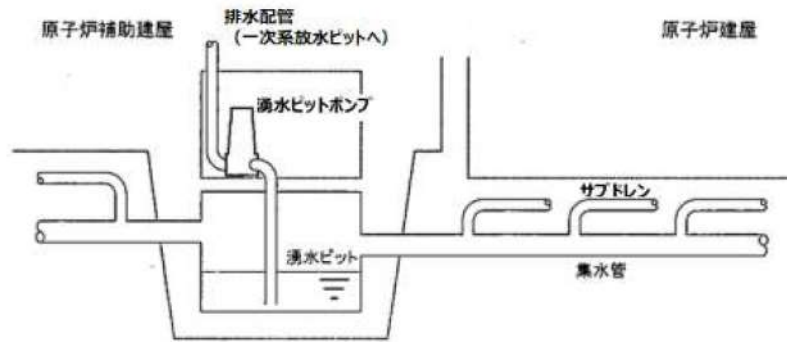 原子炉補助建屋
排水配管
（一次系放水ピットへ）
原子炉建屋
湧水ピットポンプ
サブドレン
湧水ピット
集水管